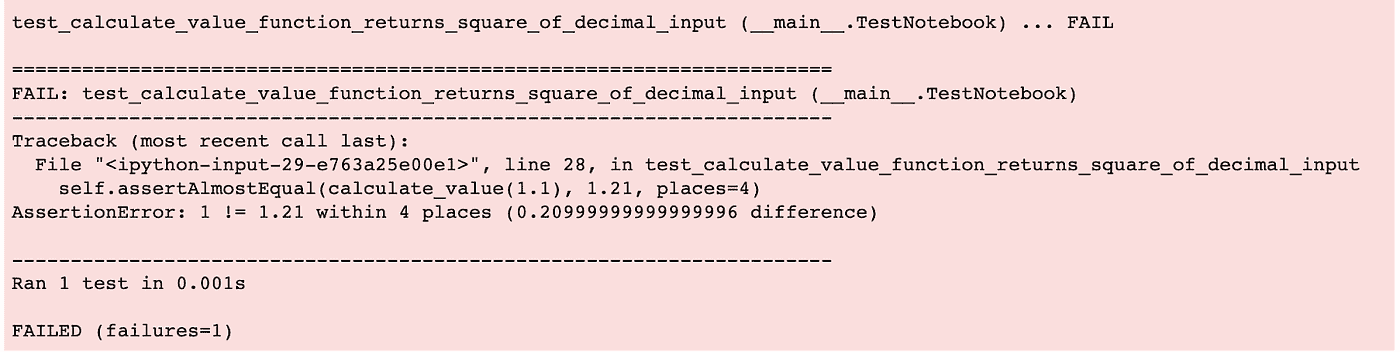 test_calculate_value_function_returns_square_of_decimal_input (__main__.TestNotebook) ... FAIL
======================================================================
FAIL: test_calculate_value_function_returns_square_of_decimal_input (__main__.TestNotebook)
----------------------------------------------------------------------
Traceback (most recent call last):
  File "<ipython-input-29-e763a25e00e1>", line 28, in test_calculate_value_function_returns_square_of_decimal_input
    self.assertAlmostEqual(calculate_value(1.1), 1.21, places=4)
AssertionError: 1 != 1.21 within 4 places (0.20999999999999996 difference)
----------------------------------------------------------------------
Ran 1 test in 0.001s
FAILED (failures=1)